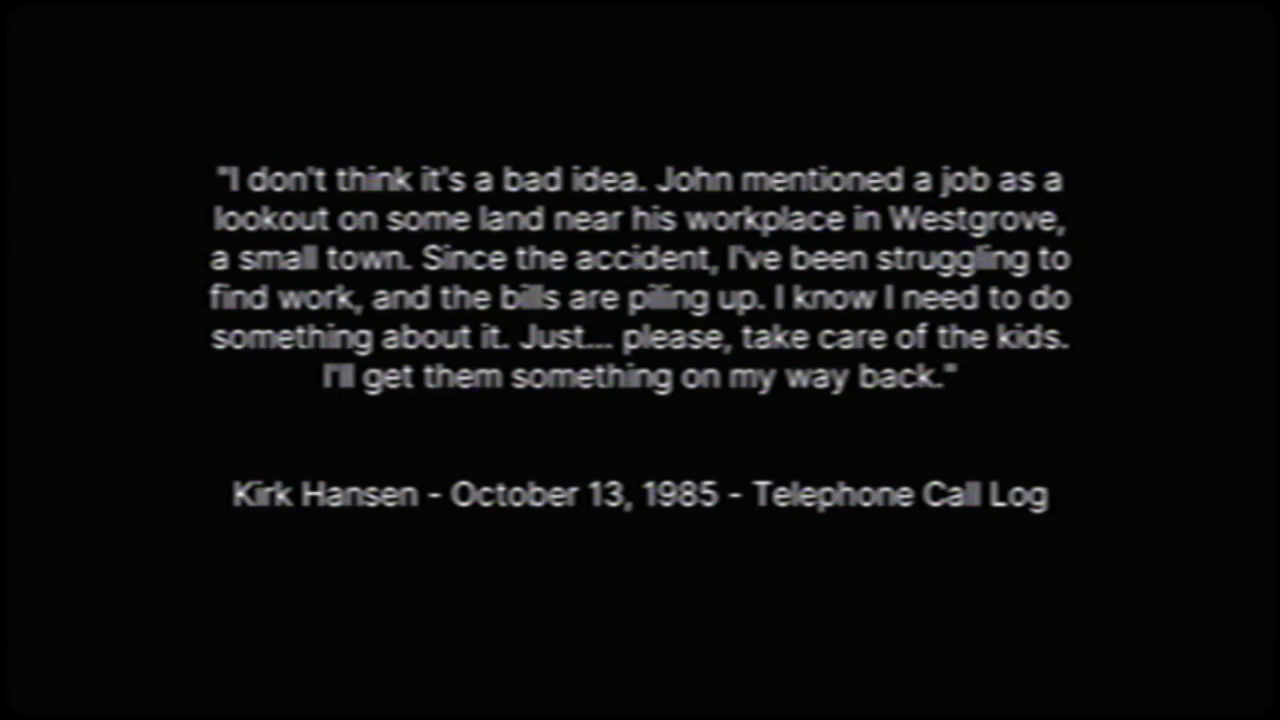 "I don't think it's a bad idea. John mentioned a job as a
lookout on some land near his workplace in Westgrove,
a small town. Since the accident, I've been struggling to
find work, and the bills are piling up. I know I need to do
something about it. Just... please, take care of the kids.
I'll get them something on my way back."
Kirk Hansen - October 13, 1985 - Telephone Call Log